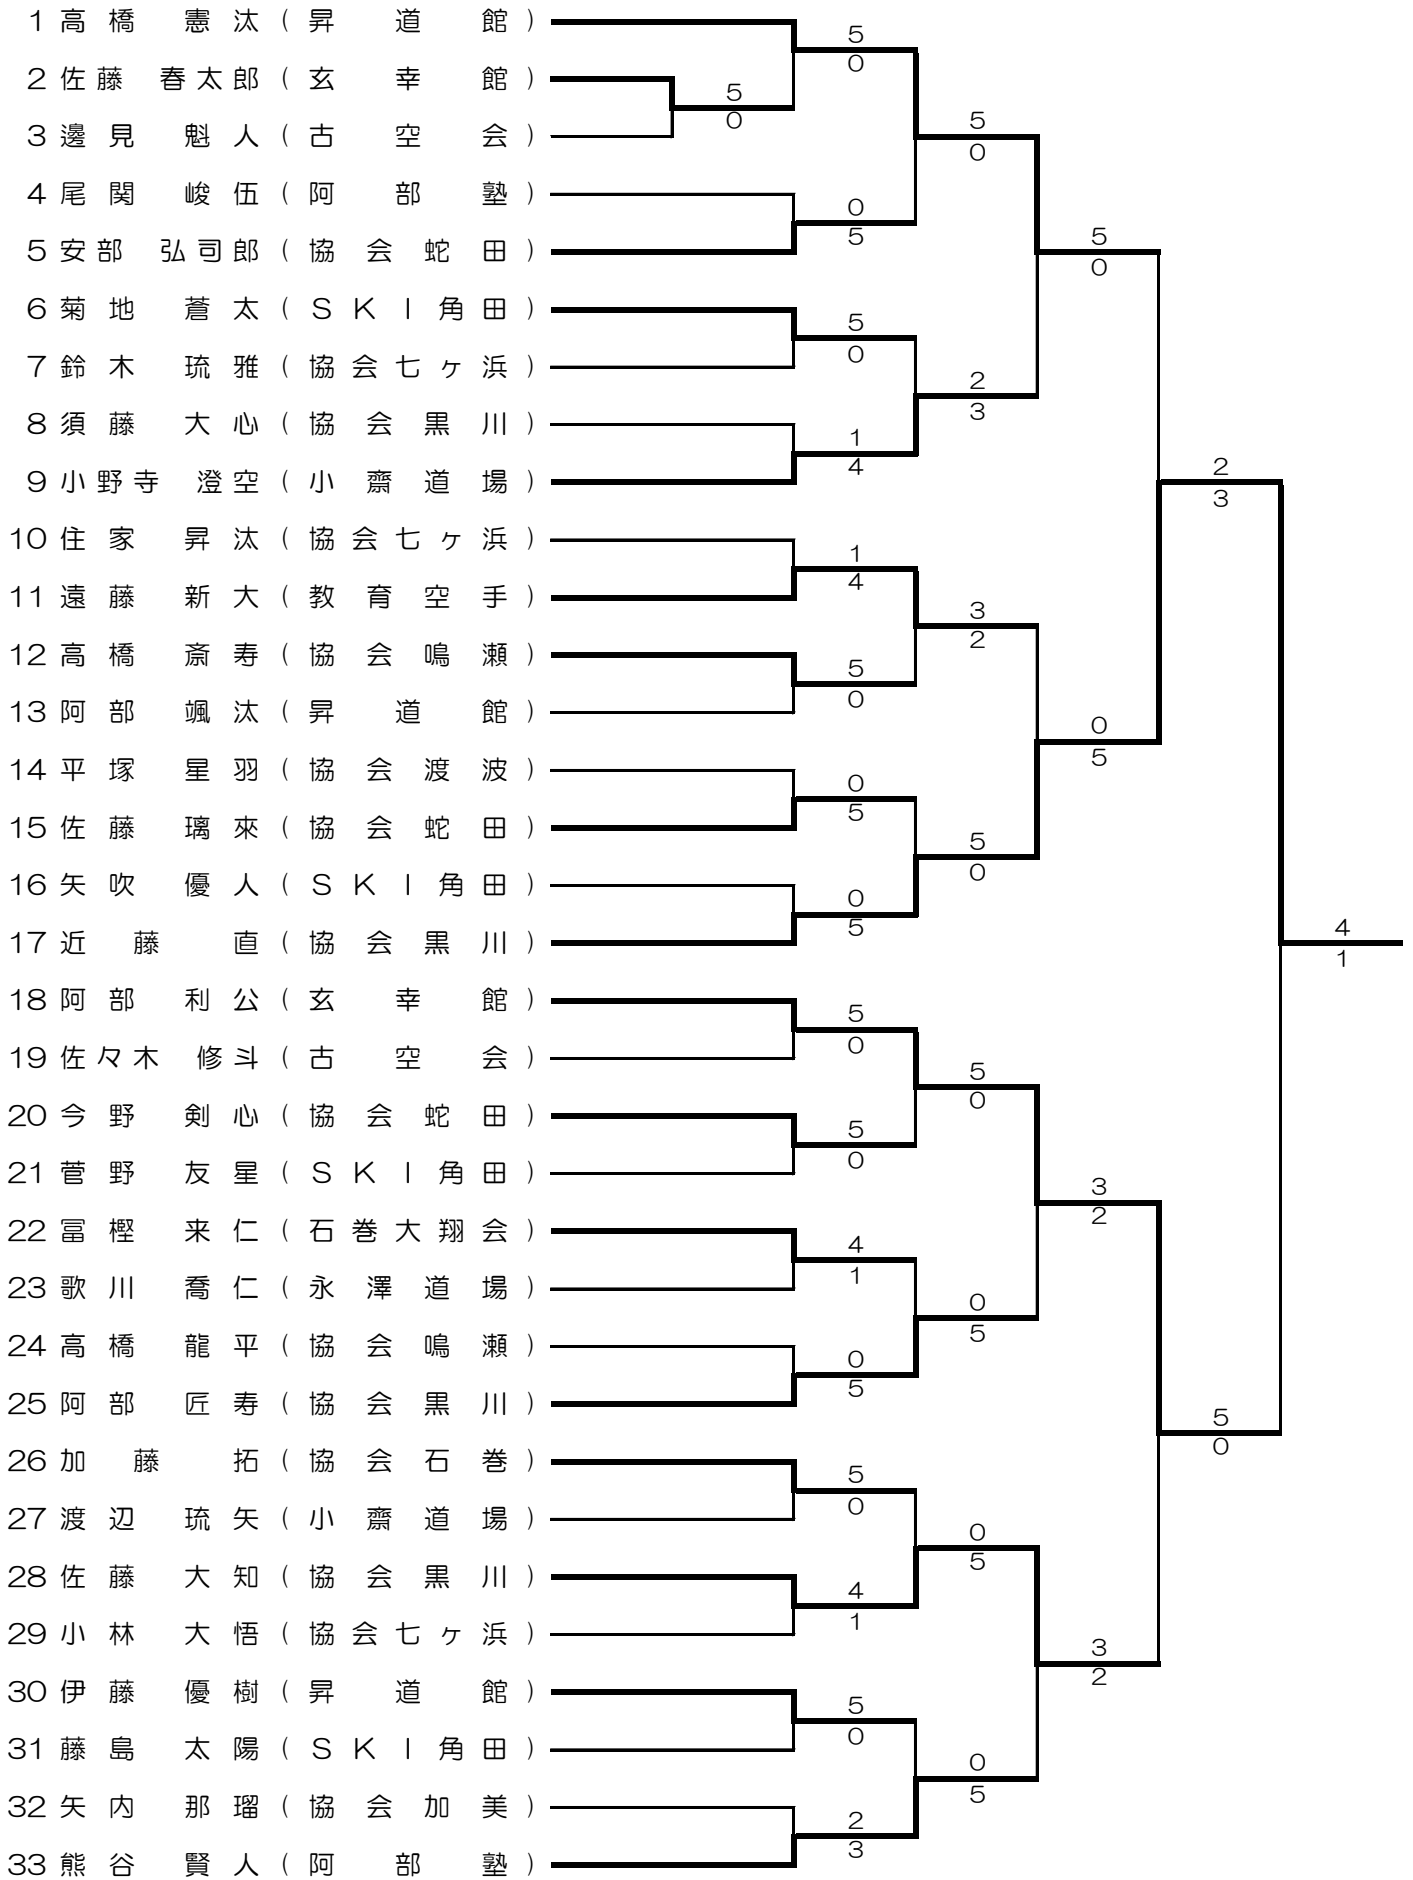 1 高橋 憲汰 ( 昇道館 )
5
0
2 佐藤 春太郎 ( 玄幸館 )
5
0
3 邊見 魁人 ( 古空会 )
5
0
4 尾関 峻伍 ( 阿部塾 )
0
5
5 安部 弘司郎 ( 協会蛇田 )
5
0
6 菊地 蒼太 ( SKI角田 )
5
0
7 鈴木 琉雅 ( 協会七ヶ浜 )
2
3
8 須藤 大心 ( 協会黒川 )
1
4
9 小野寺 澄空 ( 小齋道場 )
2
3
10 住家 昇汰 ( 協会七ヶ浜 )
1
4
11 遠藤 新大 ( 教育空手 )
3
2
12 高橋 斎寿 ( 協会鳴瀬 )
5
0
13 阿部 颯汰 ( 昇道館 )
0
5
14 平塚 星羽 ( 協会渡波 )
0
5
15 佐藤 璃來 ( 協会蛇田 )
5
0
16 矢吹 優人 ( SKI角田 )
0
5
17 近藤 直 ( 協会黒川 )
4
1
18 阿部 利公 ( 玄幸館 )
5
0
19 佐々木 修斗 ( 古空会 )
5
0
20 今野 剣心 ( 協会蛇田 )
5
0
21 菅野 友星 ( SKI角田 )
3
2
22 冨樫 来仁 ( 石巻大翔会 )
4
1
23 歌川 喬仁 ( 永澤道場 )
0
5
24 高橋 龍平 ( 協会鳴瀬 )
0
5
25 阿部 匠寿 ( 協会黒川 )
5
0
26 加藤 拓 ( 協会石巻 )
5
0
27 渡辺 琉矢 ( 小齋道場 )
0
5
28 佐藤 大知 ( 協会黒川 )
4
1
29 小林 大悟 ( 協会七ヶ浜 )
3
2
30 伊藤 優樹 ( 昇道館 )
5
0
31 藤島 太陽 ( SKI角田 )
0
5
32 矢内 那瑠 ( 協会加美 )
2
3
33 熊谷 賢人 ( 阿部塾 )